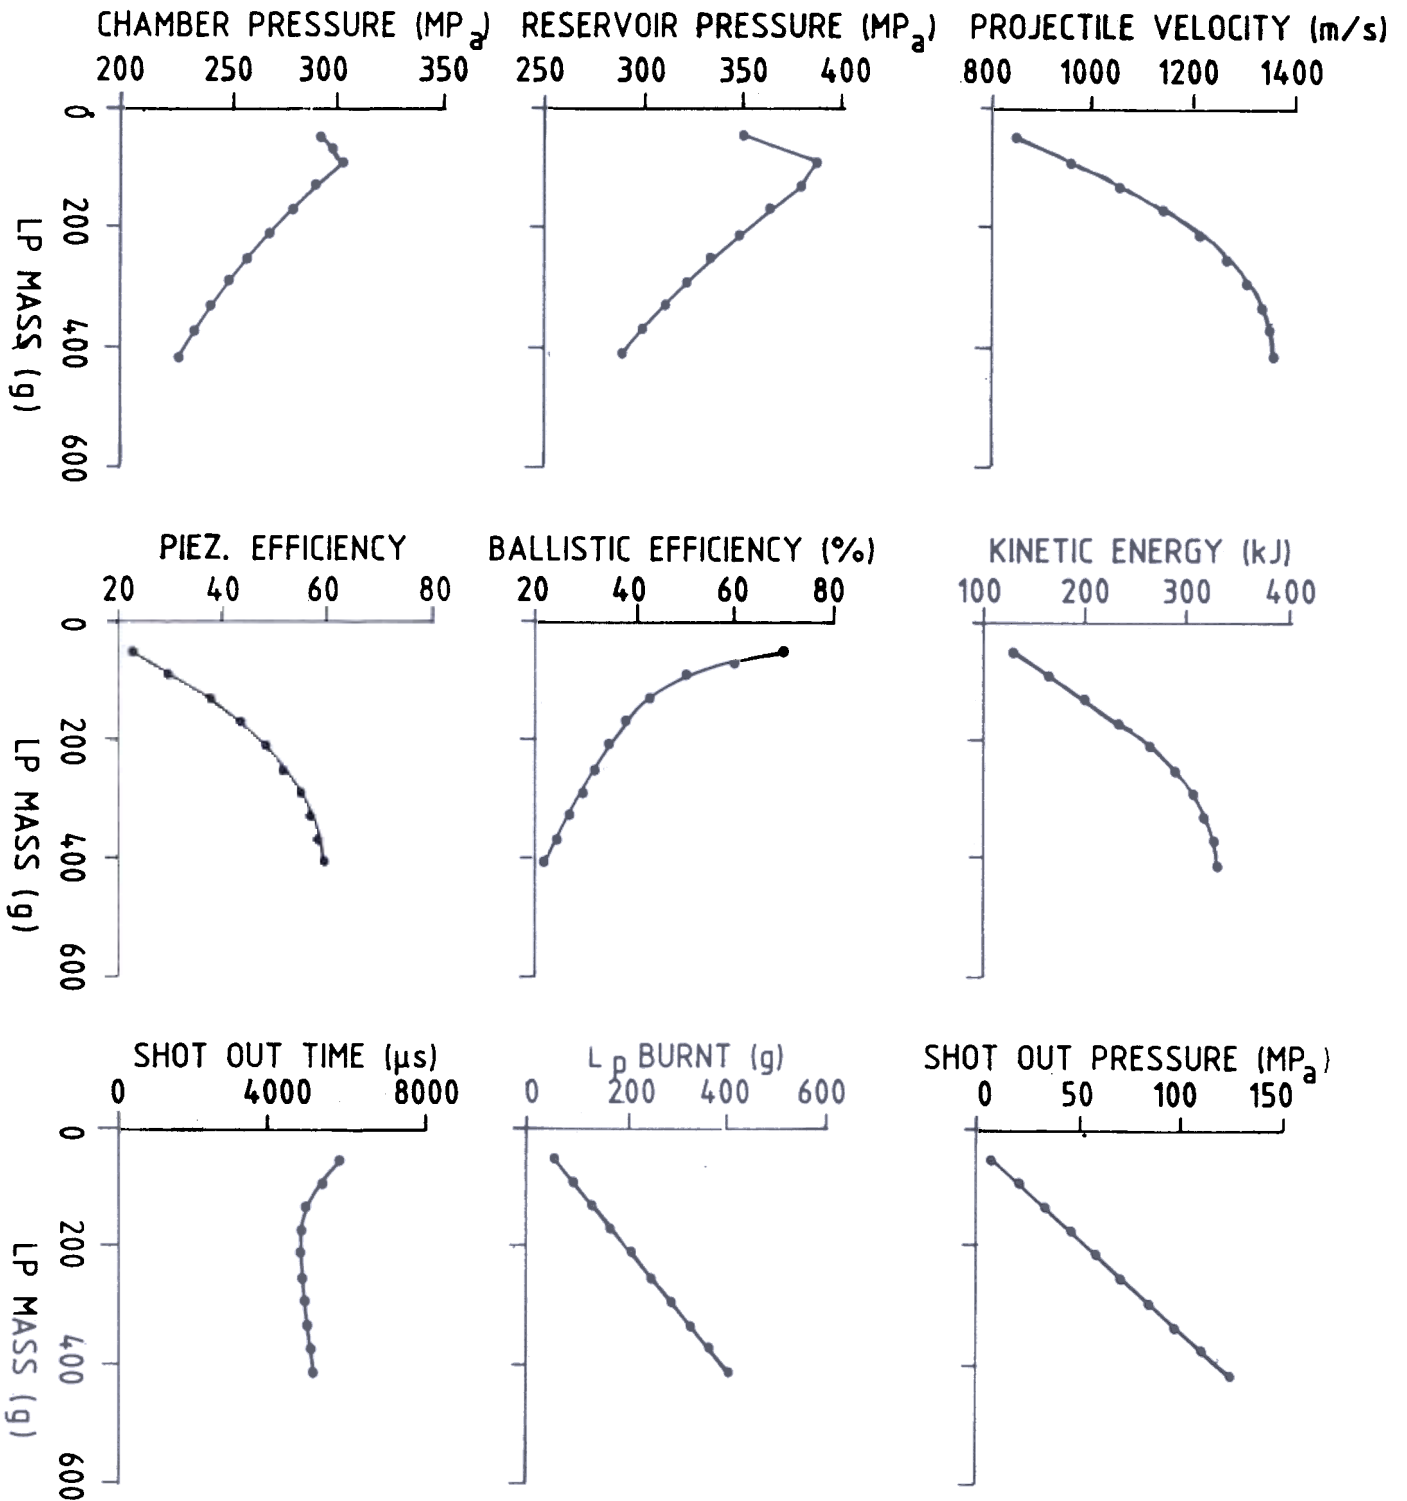 CHAMBER PRESSURE (MPa) RESERVOIR PRESSURE (MPa) PROJECTILE VELOCITY (m/s)
200 250 300 350 250 300 350 400 800 1000 1200 1400
0
200
400
600
LP MASS (g)
PIEZ. EFFICIENCY BALLISTIC EFFICIENCY (%) KINETIC ENERGY (kJ)
20 40 60 80 20 40 60 80 100 200 300 400
0
200
400
600
LP MASS (g)
SHOT OUT TIME (µs) Lp BURNT (g) SHOT OUT PRESSURE (MPa)
0 4000 8000 0 200 400 600 0 50 100 150
0
200
400
600
LP MASS (g)